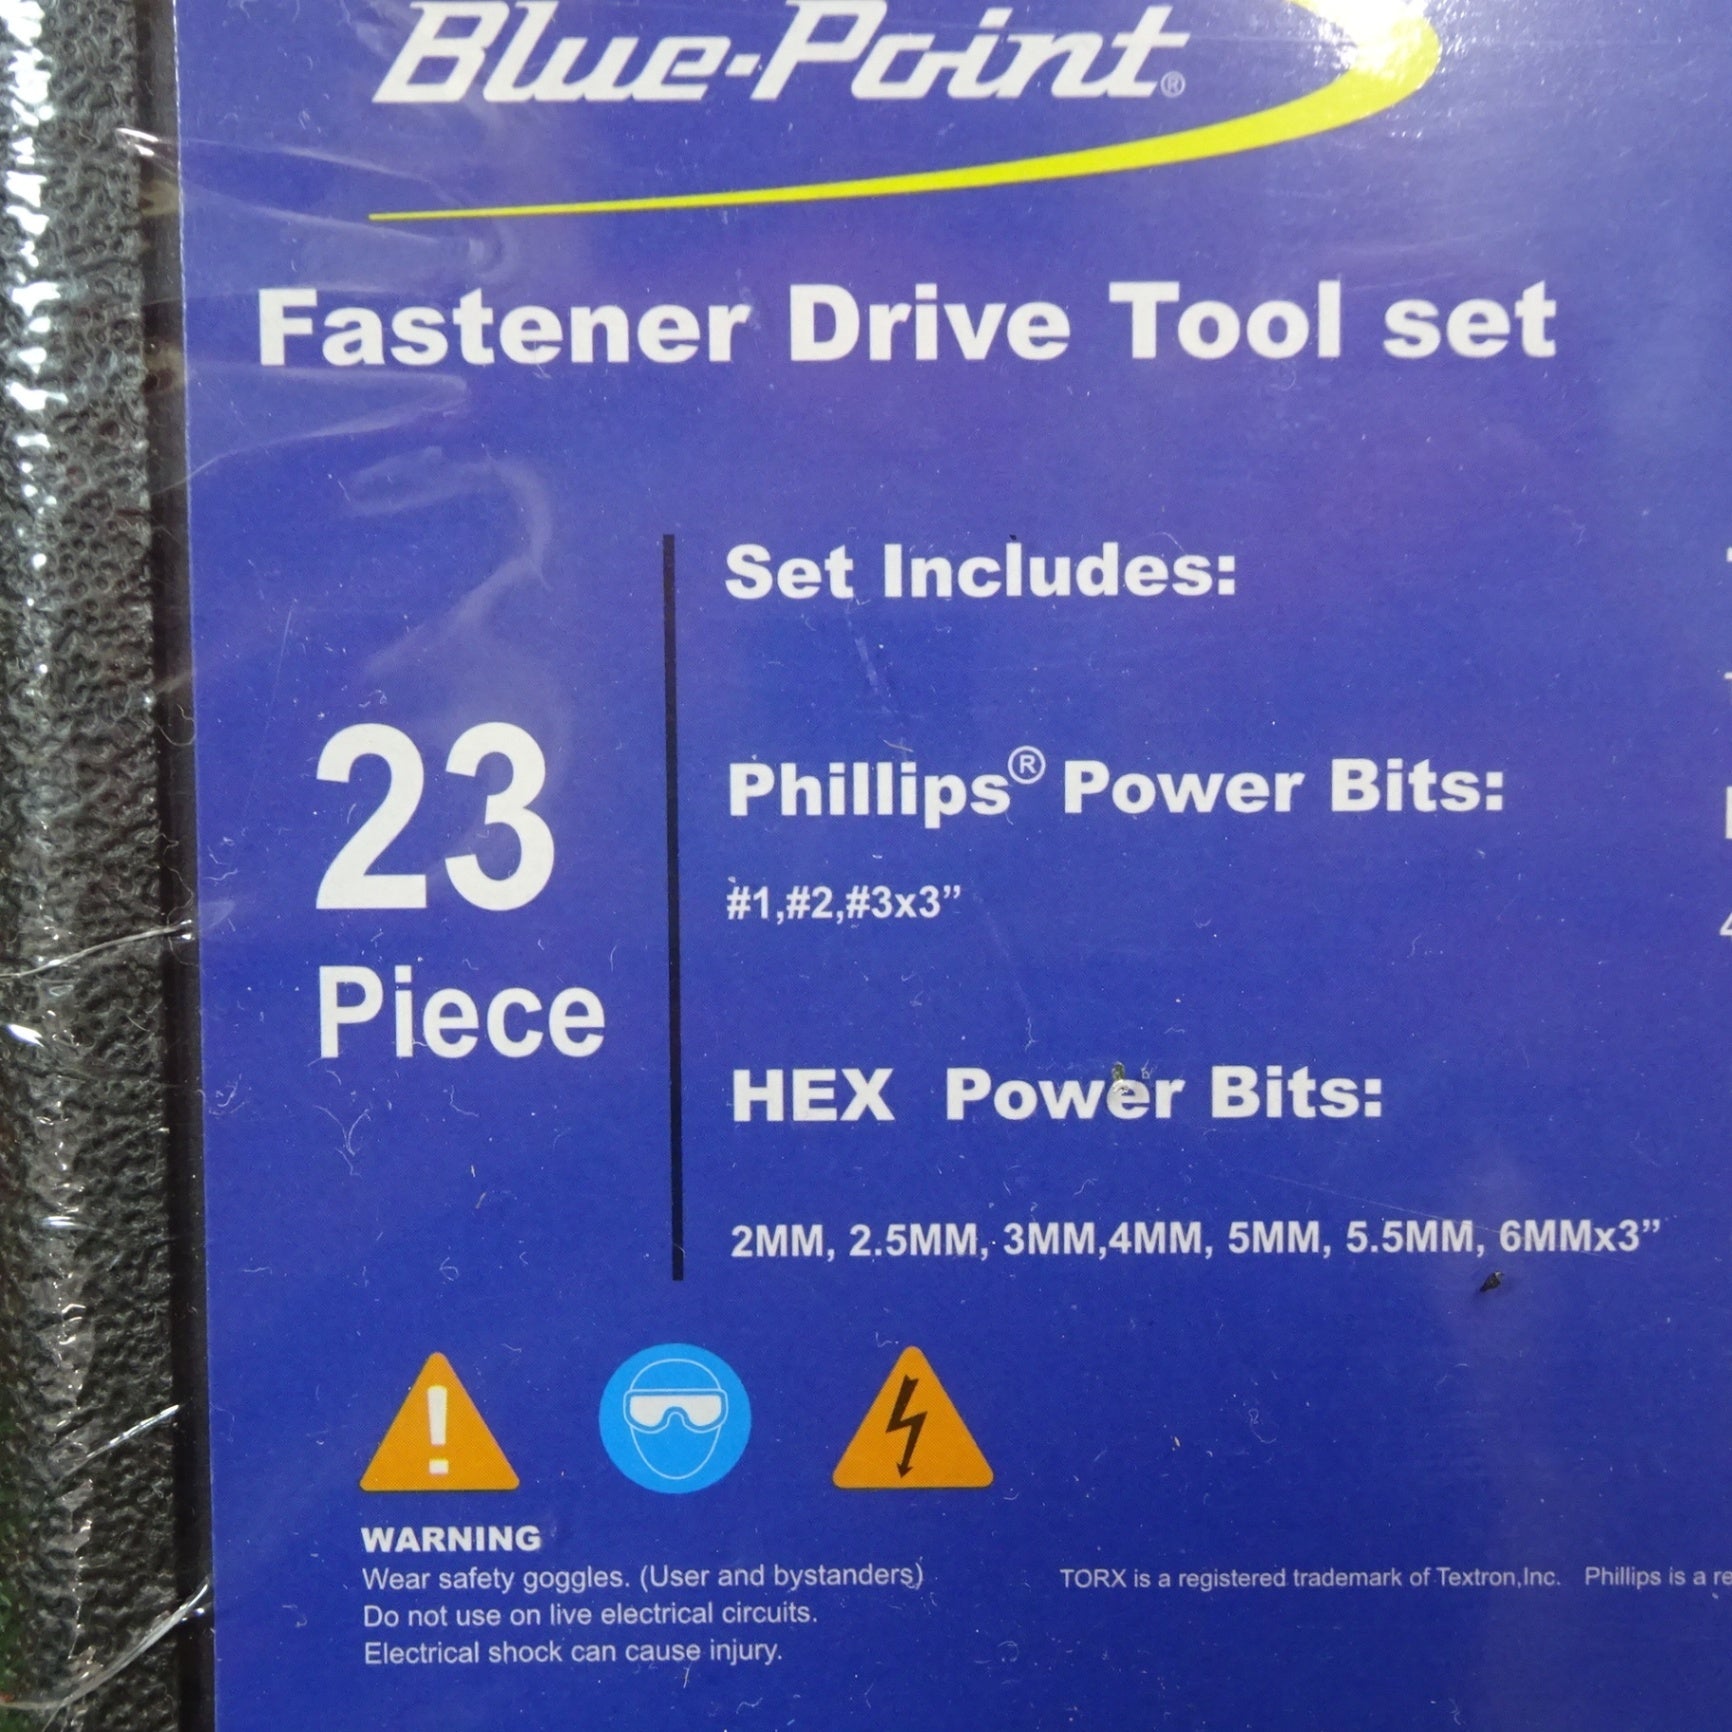 Blue-Point®
Fastener Drive Tool set
23
Piece
Set Includes:
Phillips® Power Bits:
#1,#2,#3x3”
HEX Power Bits:
2MM, 2.5MM, 3MM,4MM, 5MM, 5.5MM, 6MMx3”
WARNING
Wear safety goggles. (User and bystanders)
Do not use on live electrical circuits.
Electrical shock can cause injury.
TORX is a registered trademark of Textron,Inc. Phillips is a